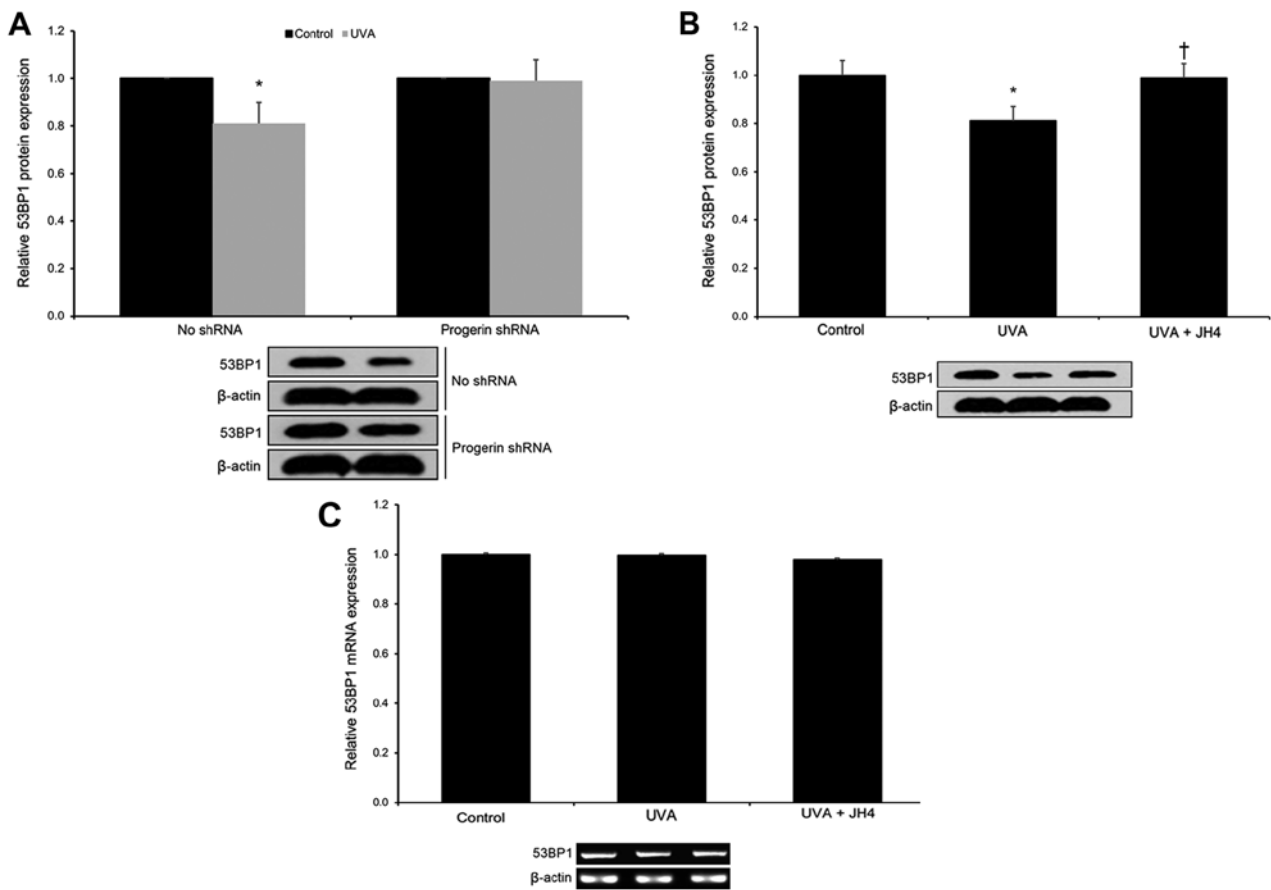 A
Control UVA
Relative 53BP1 protein expression
1.2
1.0
0.8
0.6
0.4
0.2
0.0
*
No shRNA Progerin shRNA
53BP1
β-actin
No shRNA
53BP1
β-actin
Progerin shRNA
B
Relative 53BP1 protein expression
1.2
1.0
0.8
0.6
0.4
0.2
0.0
*
†
Control UVA UVA + JH4
53BP1
β-actin
C
Relative 53BP1 mRNA expression
1.2
1.0
0.8
0.6
0.4
0.2
0.0
Control UVA UVA + JH4
53BP1
β-actin